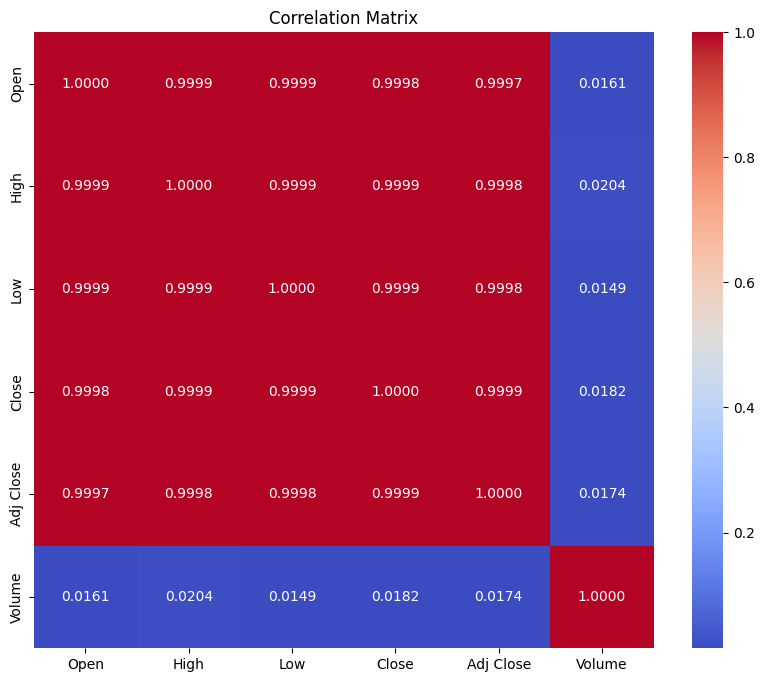 Correlation Matrix
Open 1.0000 0.9999 0.9999 0.9998 0.9997 0.0161
High 0.9999 1.0000 0.9999 0.9999 0.9998 0.0204
Low 0.9999 0.9999 1.0000 0.9999 0.9998 0.0149
Close 0.9998 0.9999 0.9999 1.0000 0.9999 0.0182
Adj Close 0.9997 0.9998 0.9998 0.9999 1.0000 0.0174
Volume 0.0161 0.0204 0.0149 0.0182 0.0174 1.0000
Open High Low Close Adj Close Volume
1.0
0.8
0.6
0.4
0.2